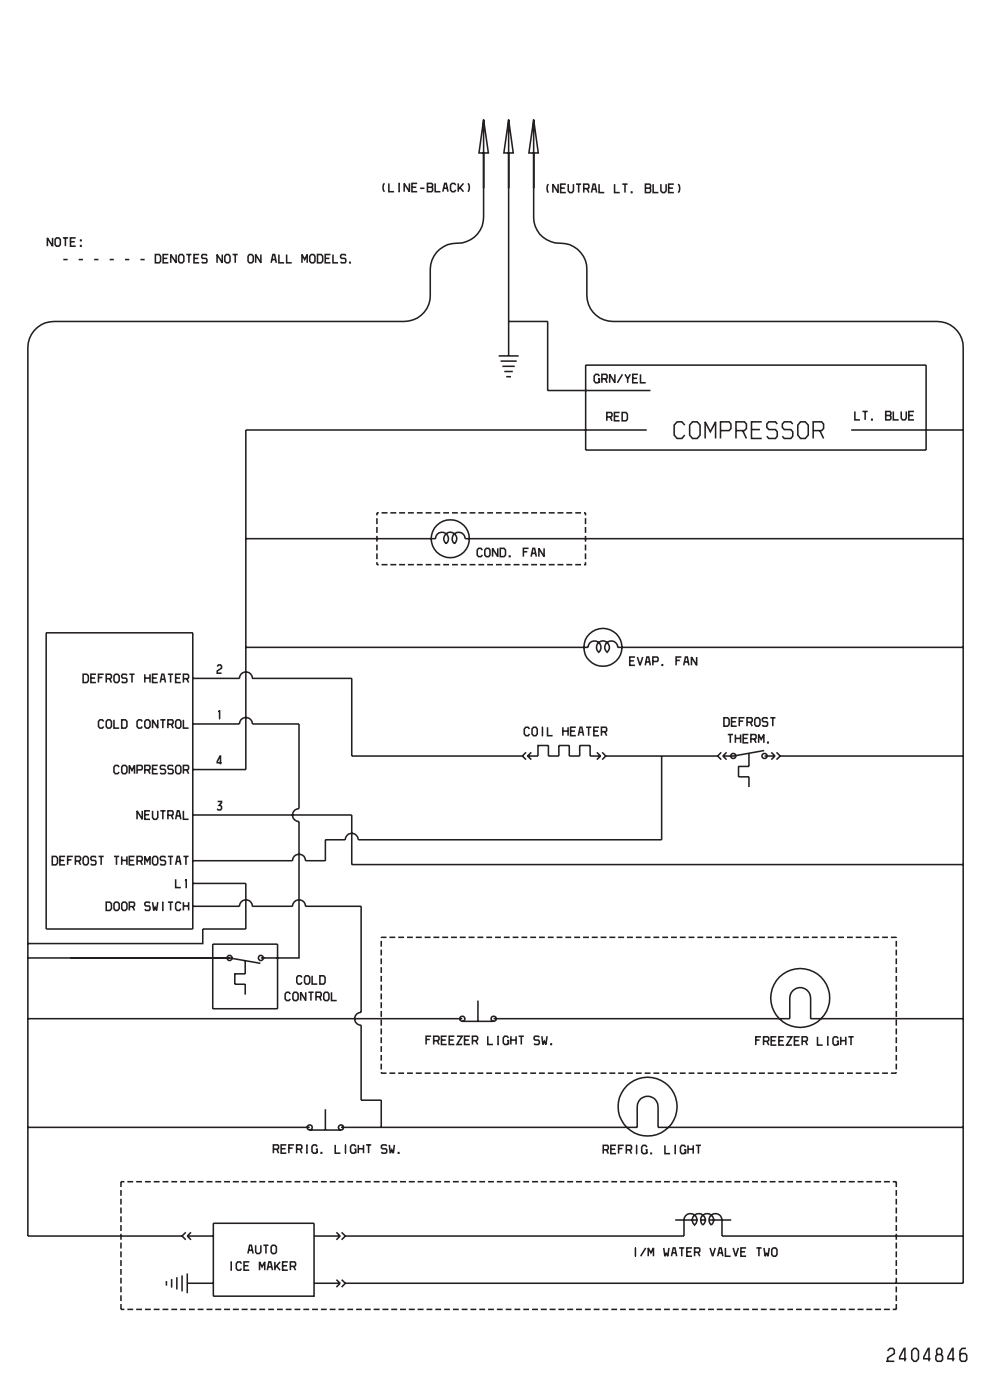 (LINE-BLACK)
(NEUTRAL LT. BLUE)
NOTE:
- - - - - - DENOTES NOT ON ALL MODELS.
GRN/YEL
RED
COMPRESSOR
LT. BLUE
COND. FAN
EVAP. FAN
DEFROST HEATER
2
COLD CONTROL
1
COMPRESSOR
4
NEUTRAL
3
DEFROST THERMOSTAT
L1
DOOR SWITCH
COIL HEATER
DEFROST
THERM.
COLD
CONTROL
FREEZER LIGHT SW.
FREEZER LIGHT
REFRIG. LIGHT SW.
REFRIG. LIGHT
AUTO
ICE MAKER
I/M WATER VALVE TWO
2404846